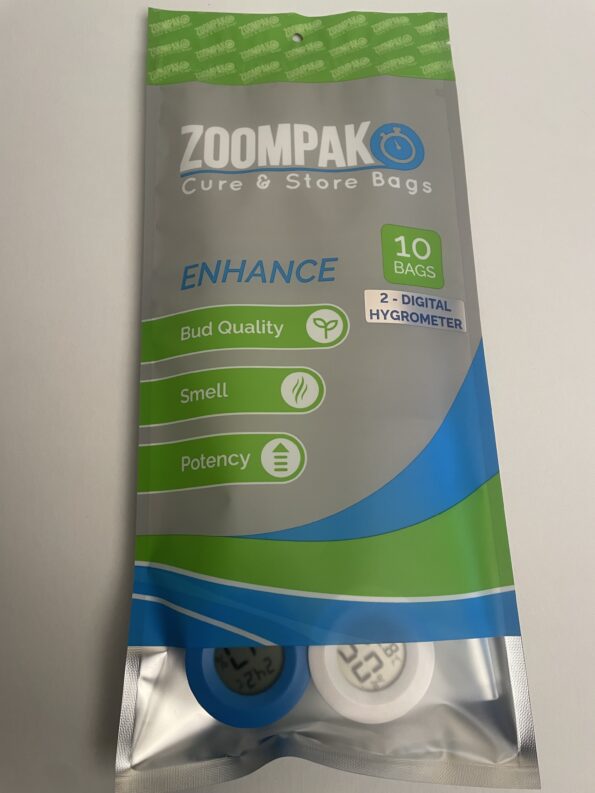 ZOOMPAK
Cure & Store Bags
ENHANCE
10
BAGS
2 - DIGITAL
HYGROMETER
Bud Quality
Smell
Potency